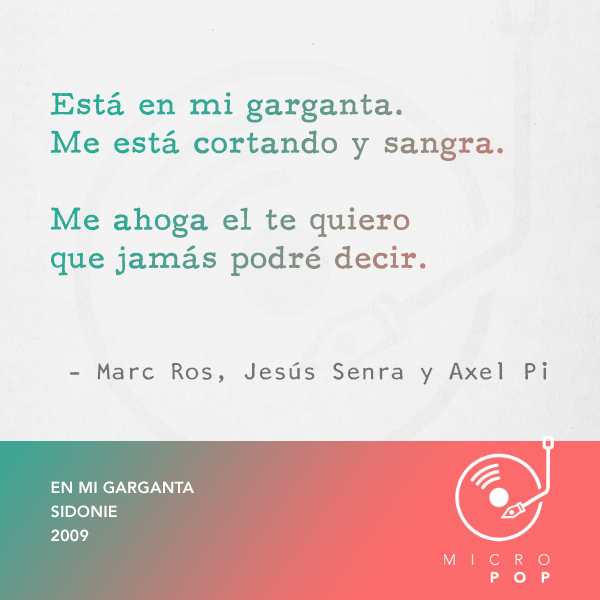 Está en mi garganta.
Me está cortando y sangra.
Me ahoga el te quiero
que jamás podré decir.
– Marc Ros, Jesús Senra y Axel Pi
EN MI GARGANTA
SIDONIE
2009
MICRO
POP